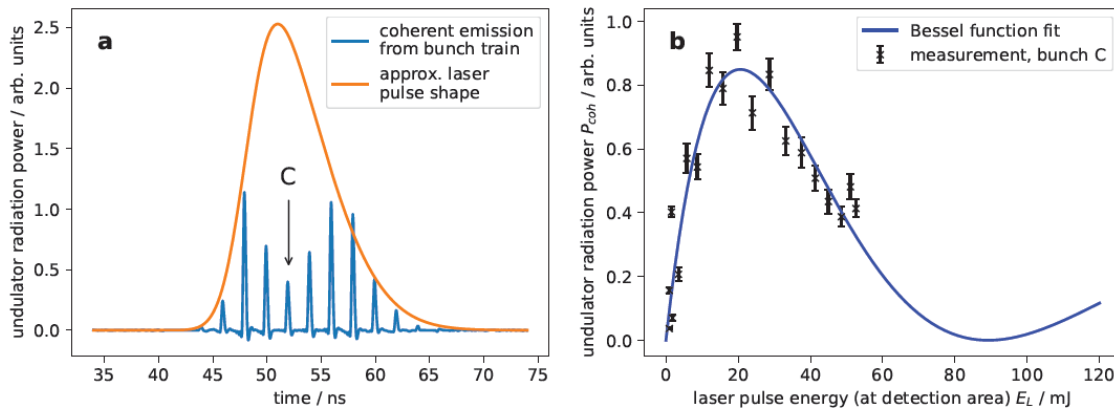 a
coherent emission
from bunch train
approx. laser
pulse shape
C
undulator radiation power / arb. units
0.0
0.5
1.0
1.5
2.0
2.5
35 40 45 50 55 60 65 70 75
time / ns
b
Bessel function fit
measurement, bunch C
undulator radiation power P_coh / arb. units
0.0
0.2
0.4
0.6
0.8
1.0
0 20 40 60 80 100 120
laser pulse energy (at detection area) E_L / mJ